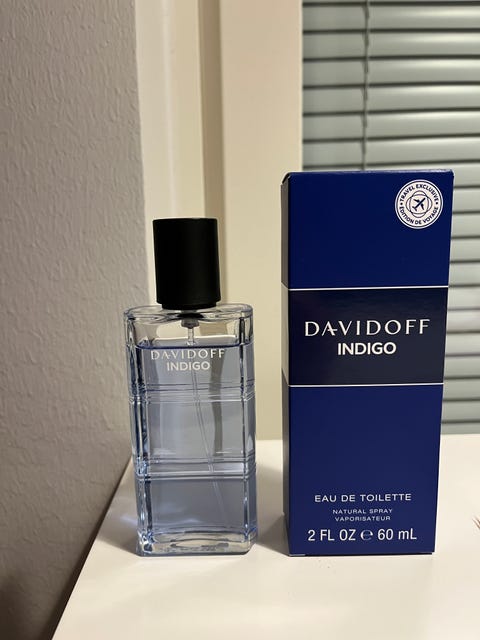 DAVIDOFF
INDIGO
TRAVEL EXCLUSIVE
EDITION DE VOYAGE
DAVIDOFF
INDIGO
EAU DE TOILETTE
NATURAL SPRAY
VAPORISATEUR
2 FL OZ e 60 mL